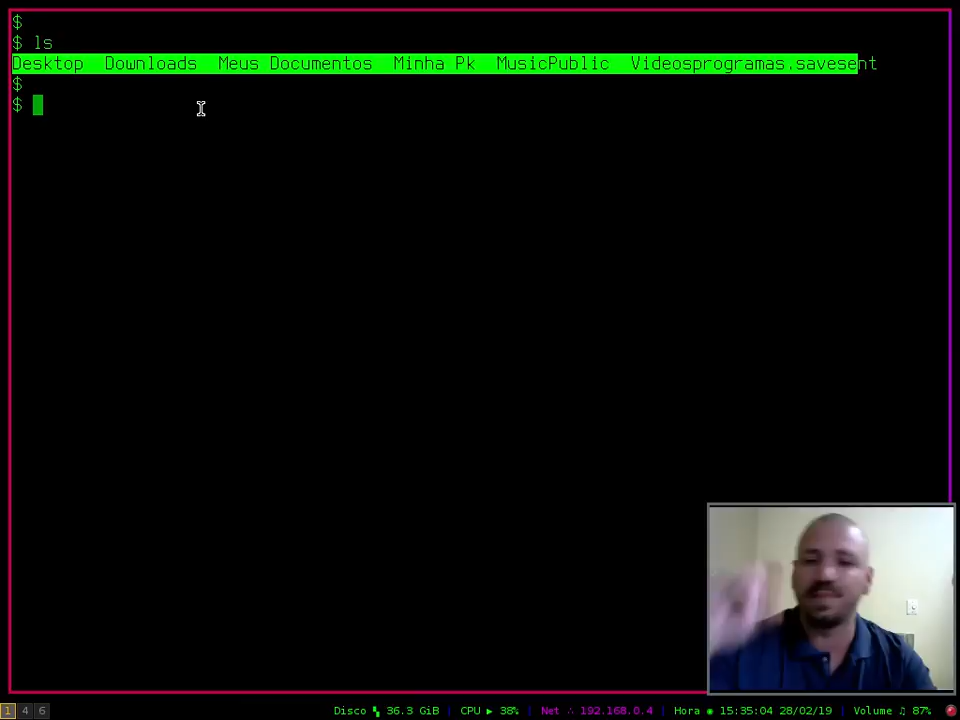 $
$ ls
Desktop  Downloads  Meus Documentos  Minha Pk  MusicPublic  Videosprogramas.savesent
$
$
1 4 6 Disco 36.3 GiB | CPU ▶ 38% | Net ∴ 192.168.0.4 | Hora ◉ 15:35:04 28/02/19 | Volume ♫ 87%